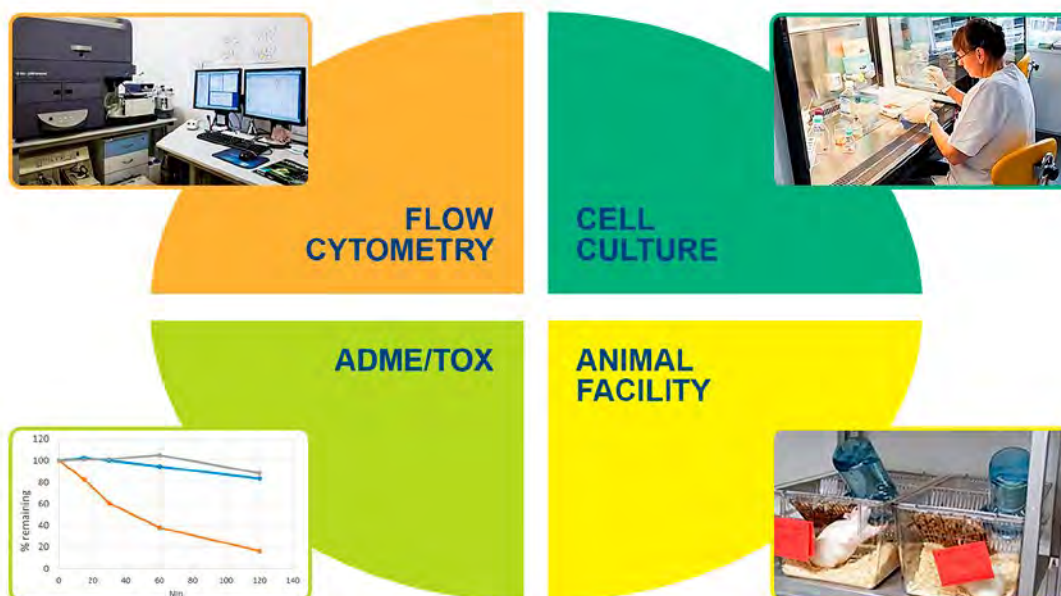 FLOW
CYTOMETRY
CELL
CULTURE
ADME/TOX
ANIMAL
FACILITY
120
100
80
60
40
20
0
% remaining
0 20 40 60 80 100 120 140
Min